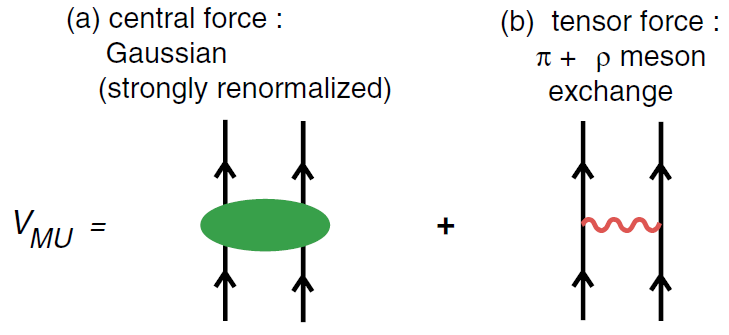 (a) central force :
Gaussian
(strongly renormalized)
(b) tensor force :
π + ρ meson
exchange
V_MU =
+